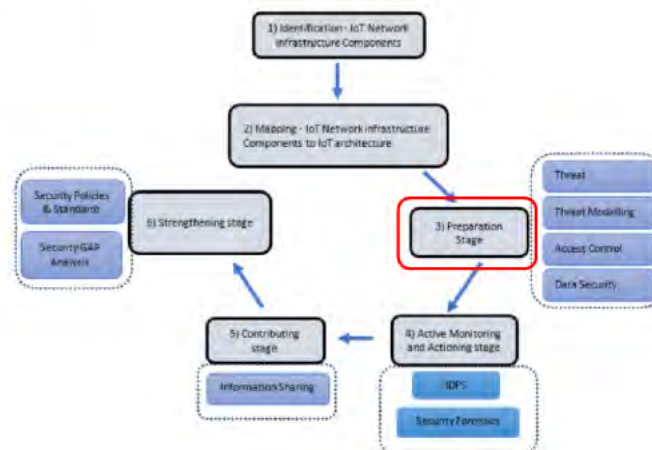 1) Identification - IoT Network
Infrastructure Components
2) Mapping - IoT Network infrastructure
Components to IoT architecture
Security Policies
& Standards
Security GAP
Analysis
6) Strengthening stage
3) Preparation
Stage
Threat
Threat Modelling
Access Control
Data Security
5) Contributing
stage
Information Sharing
4) Active Monitoring
and Actioning stage
IDPS
Security Forensics